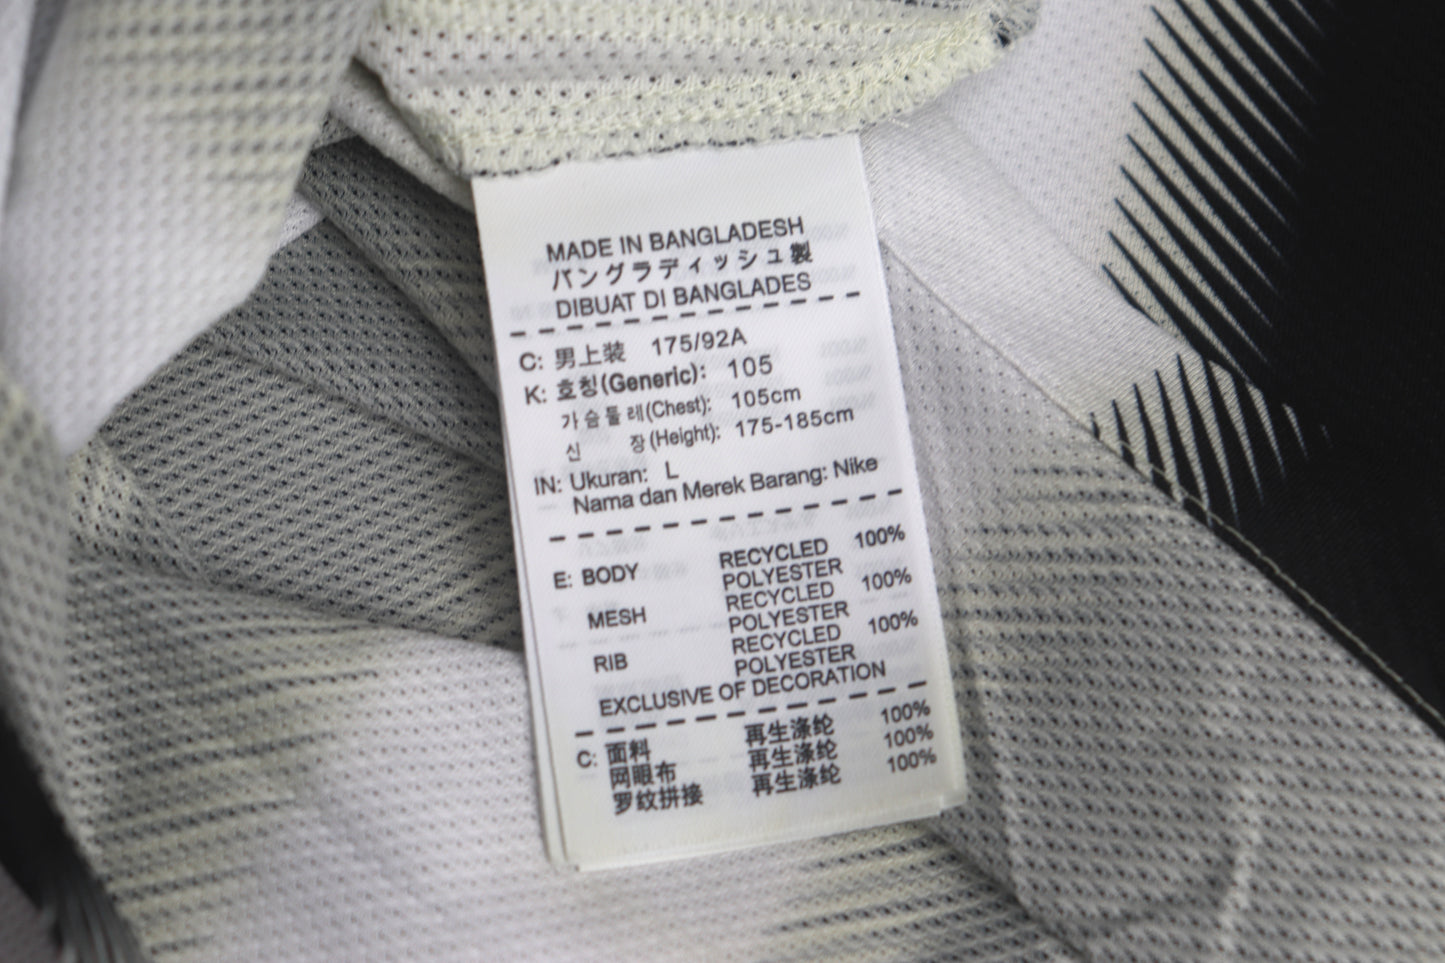 MADE IN BANGLADESH
バングラディッシュ製
DIBUAT DI BANGLADES
C: 男上装 175/92A
K: 호칭(Generic): 105
가슴둘레(Chest): 105cm
신 장(Height): 175-185cm
IN: Ukuran: L
Nama dan Merek Barang: Nike
E: BODY RECYCLED 100%
POLYESTER
MESH RECYCLED 100%
POLYESTER
RIB RECYCLED 100%
POLYESTER
EXCLUSIVE OF DECORATION
C: 面料 再生涤纶 100%
网眼布 再生涤纶 100%
罗纹拼接 再生涤纶 100%